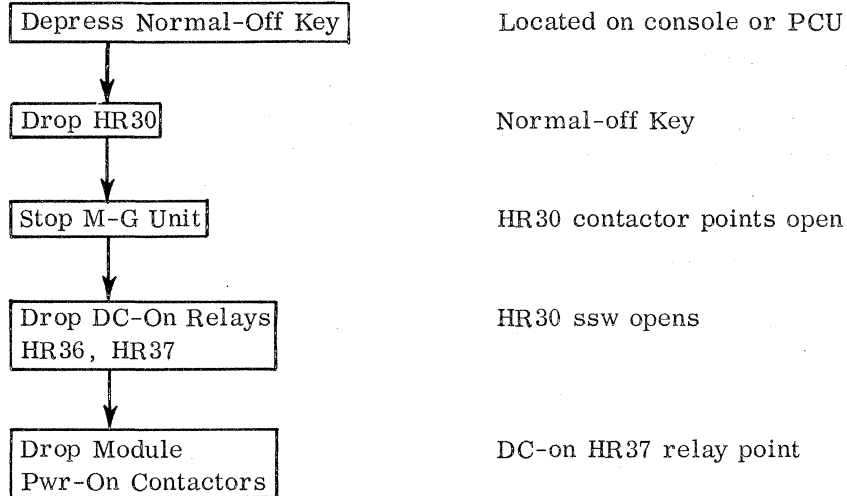 Depress Normal-Off Key Located on console or PCU
Drop HR30 Normal-off Key
Stop M-G Unit HR30 contactor points open
Drop DC-On Relays HR30 ssw opens
HR36, HR37
Drop Module DC-on HR37 relay point
Pwr-On Contactors